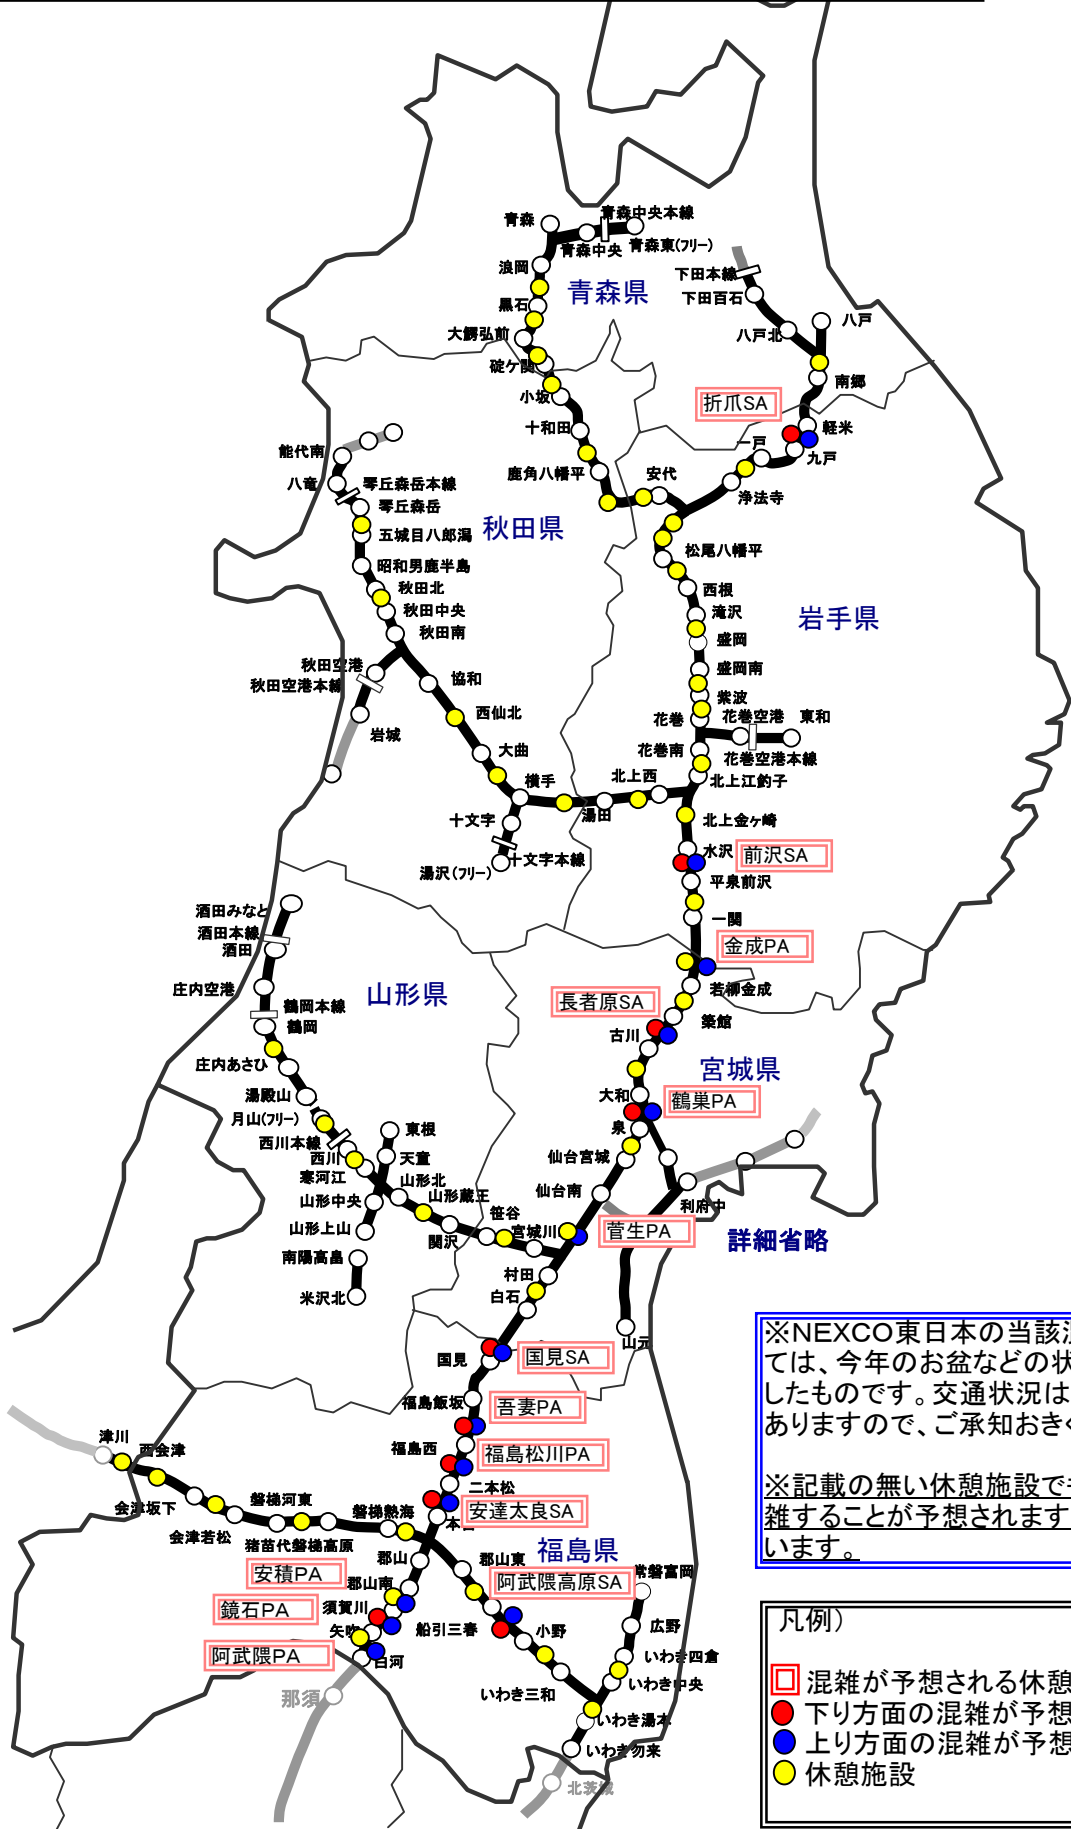 青森
青森中央本線
青森中央
青森東(フリー)
浪岡
青森県
下田本線
下田百石
黒石
八戸
八戸北
大鰐弘前
碇ケ関
南郷
小坂
折爪SA
十和田
軽米
一戸
九戸
能代南
鹿角八幡平
安代
八竜
琴丘森岳本線
浄法寺
琴丘森岳
秋田県
五城目八郎潟
松尾八幡平
昭和男鹿半島
西根
秋田北
秋田中央
滝沢
岩手県
秋田南
盛岡
秋田空港
盛岡南
秋田空港本線
協和
紫波
西仙北
花巻
花巻空港
東和
岩城
大曲
花巻南
花巻空港本線
横手
北上西
北上江釣子
湯田
十文字
北上金ヶ崎
水沢
前沢SA
十文字本線
湯沢(フリー)
平泉前沢
酒田みなと
一関
酒田本線
酒田
金成PA
庄内空港
山形県
若柳金成
長者原SA
鶴岡本線
鶴岡
築館
古川
庄内あさひ
宮城県
湯殿山
大和
鶴巣PA
月山(フリー)
泉
東根
西川本線
西川
天童
仙台宮城
寒河江
山形北
仙台南
山形中央
山形蔵王
笹谷
利府中
山形上山
関沢
宮城川
菅生PA
詳細省略
南陽高畠
村田
米沢北
白石
山元
国見
国見SA
※NEXCO東日本の当該
ては、今年のお盆などの状
したものです。交通状況は
ありますので、ご承知おき
※記載の無い休憩施設で
雑することが予想されます
います。
福島飯坂
吾妻PA
津川
西会津
福島西
福島松川PA
二本松
会津坂下
磐梯河東
安達太良SA
会津若松
磐梯熱海
猪苗代磐梯高原
郡山
福島県
安積PA
郡山東
常磐富岡
郡山南
阿武隈高原SA
鏡石PA
須賀川
船引三春
小野
広野
矢吹
阿武隈PA
白河
いわき四倉
いわき中央
那須
いわき三和
いわき湯本
いわき勿来
北茨城
凡例)
混雑が予想される休憩
下り方面の混雑が予想
上り方面の混雑が予想
休憩施設